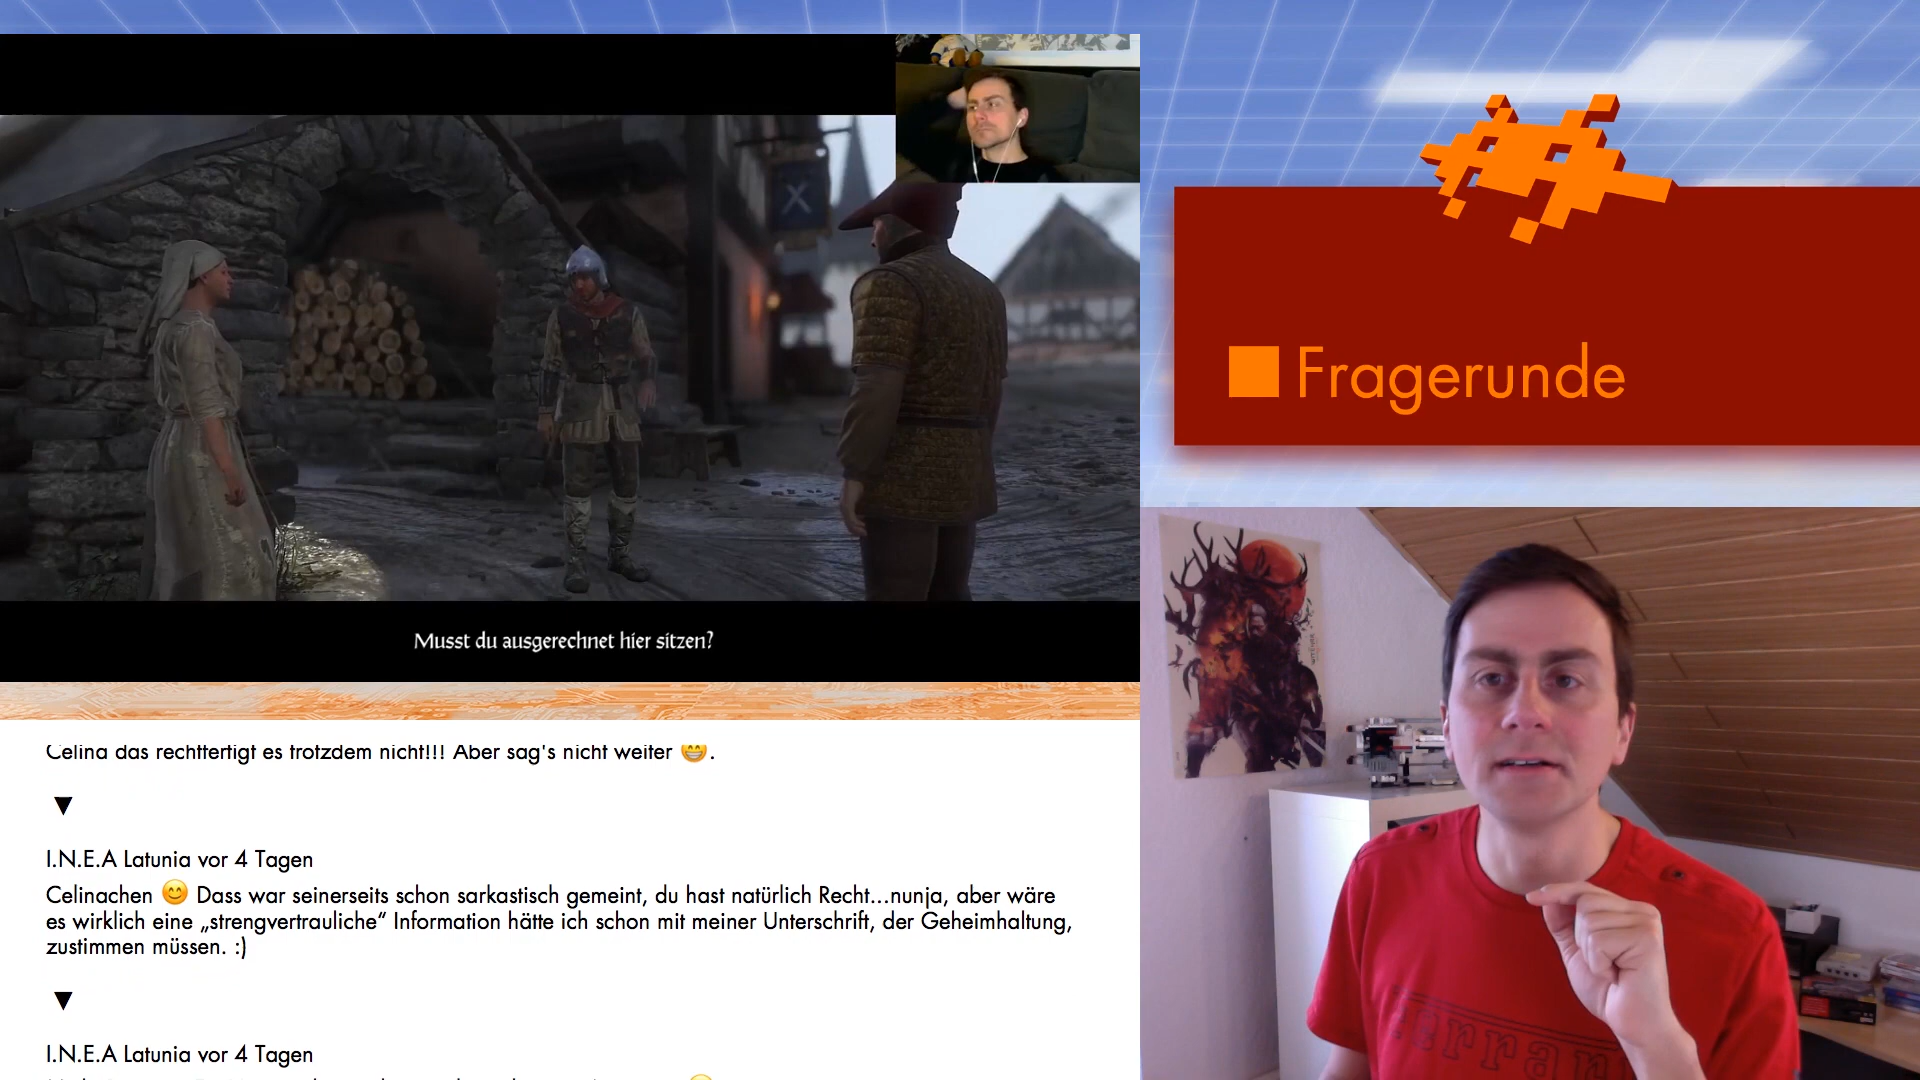 Musst du ausgerechnet hier sitzen?
Fragerunde
Celina das rechtfertigt es trotzdem nicht!!! Aber sag's nicht weiter 😁.
▼
I.N.E.A Latunia vor 4 Tagen
Celinachen 😊 Dass war seinerseits schon sarkastisch gemeint, du hast natürlich Recht...nunja, aber wäre
es wirklich eine „strengvertrauliche“ Information hätte ich schon mit meiner Unterschrift, der Geheimhaltung,
zustimmen müssen. :)
▼
I.N.E.A Latunia vor 4 Tagen